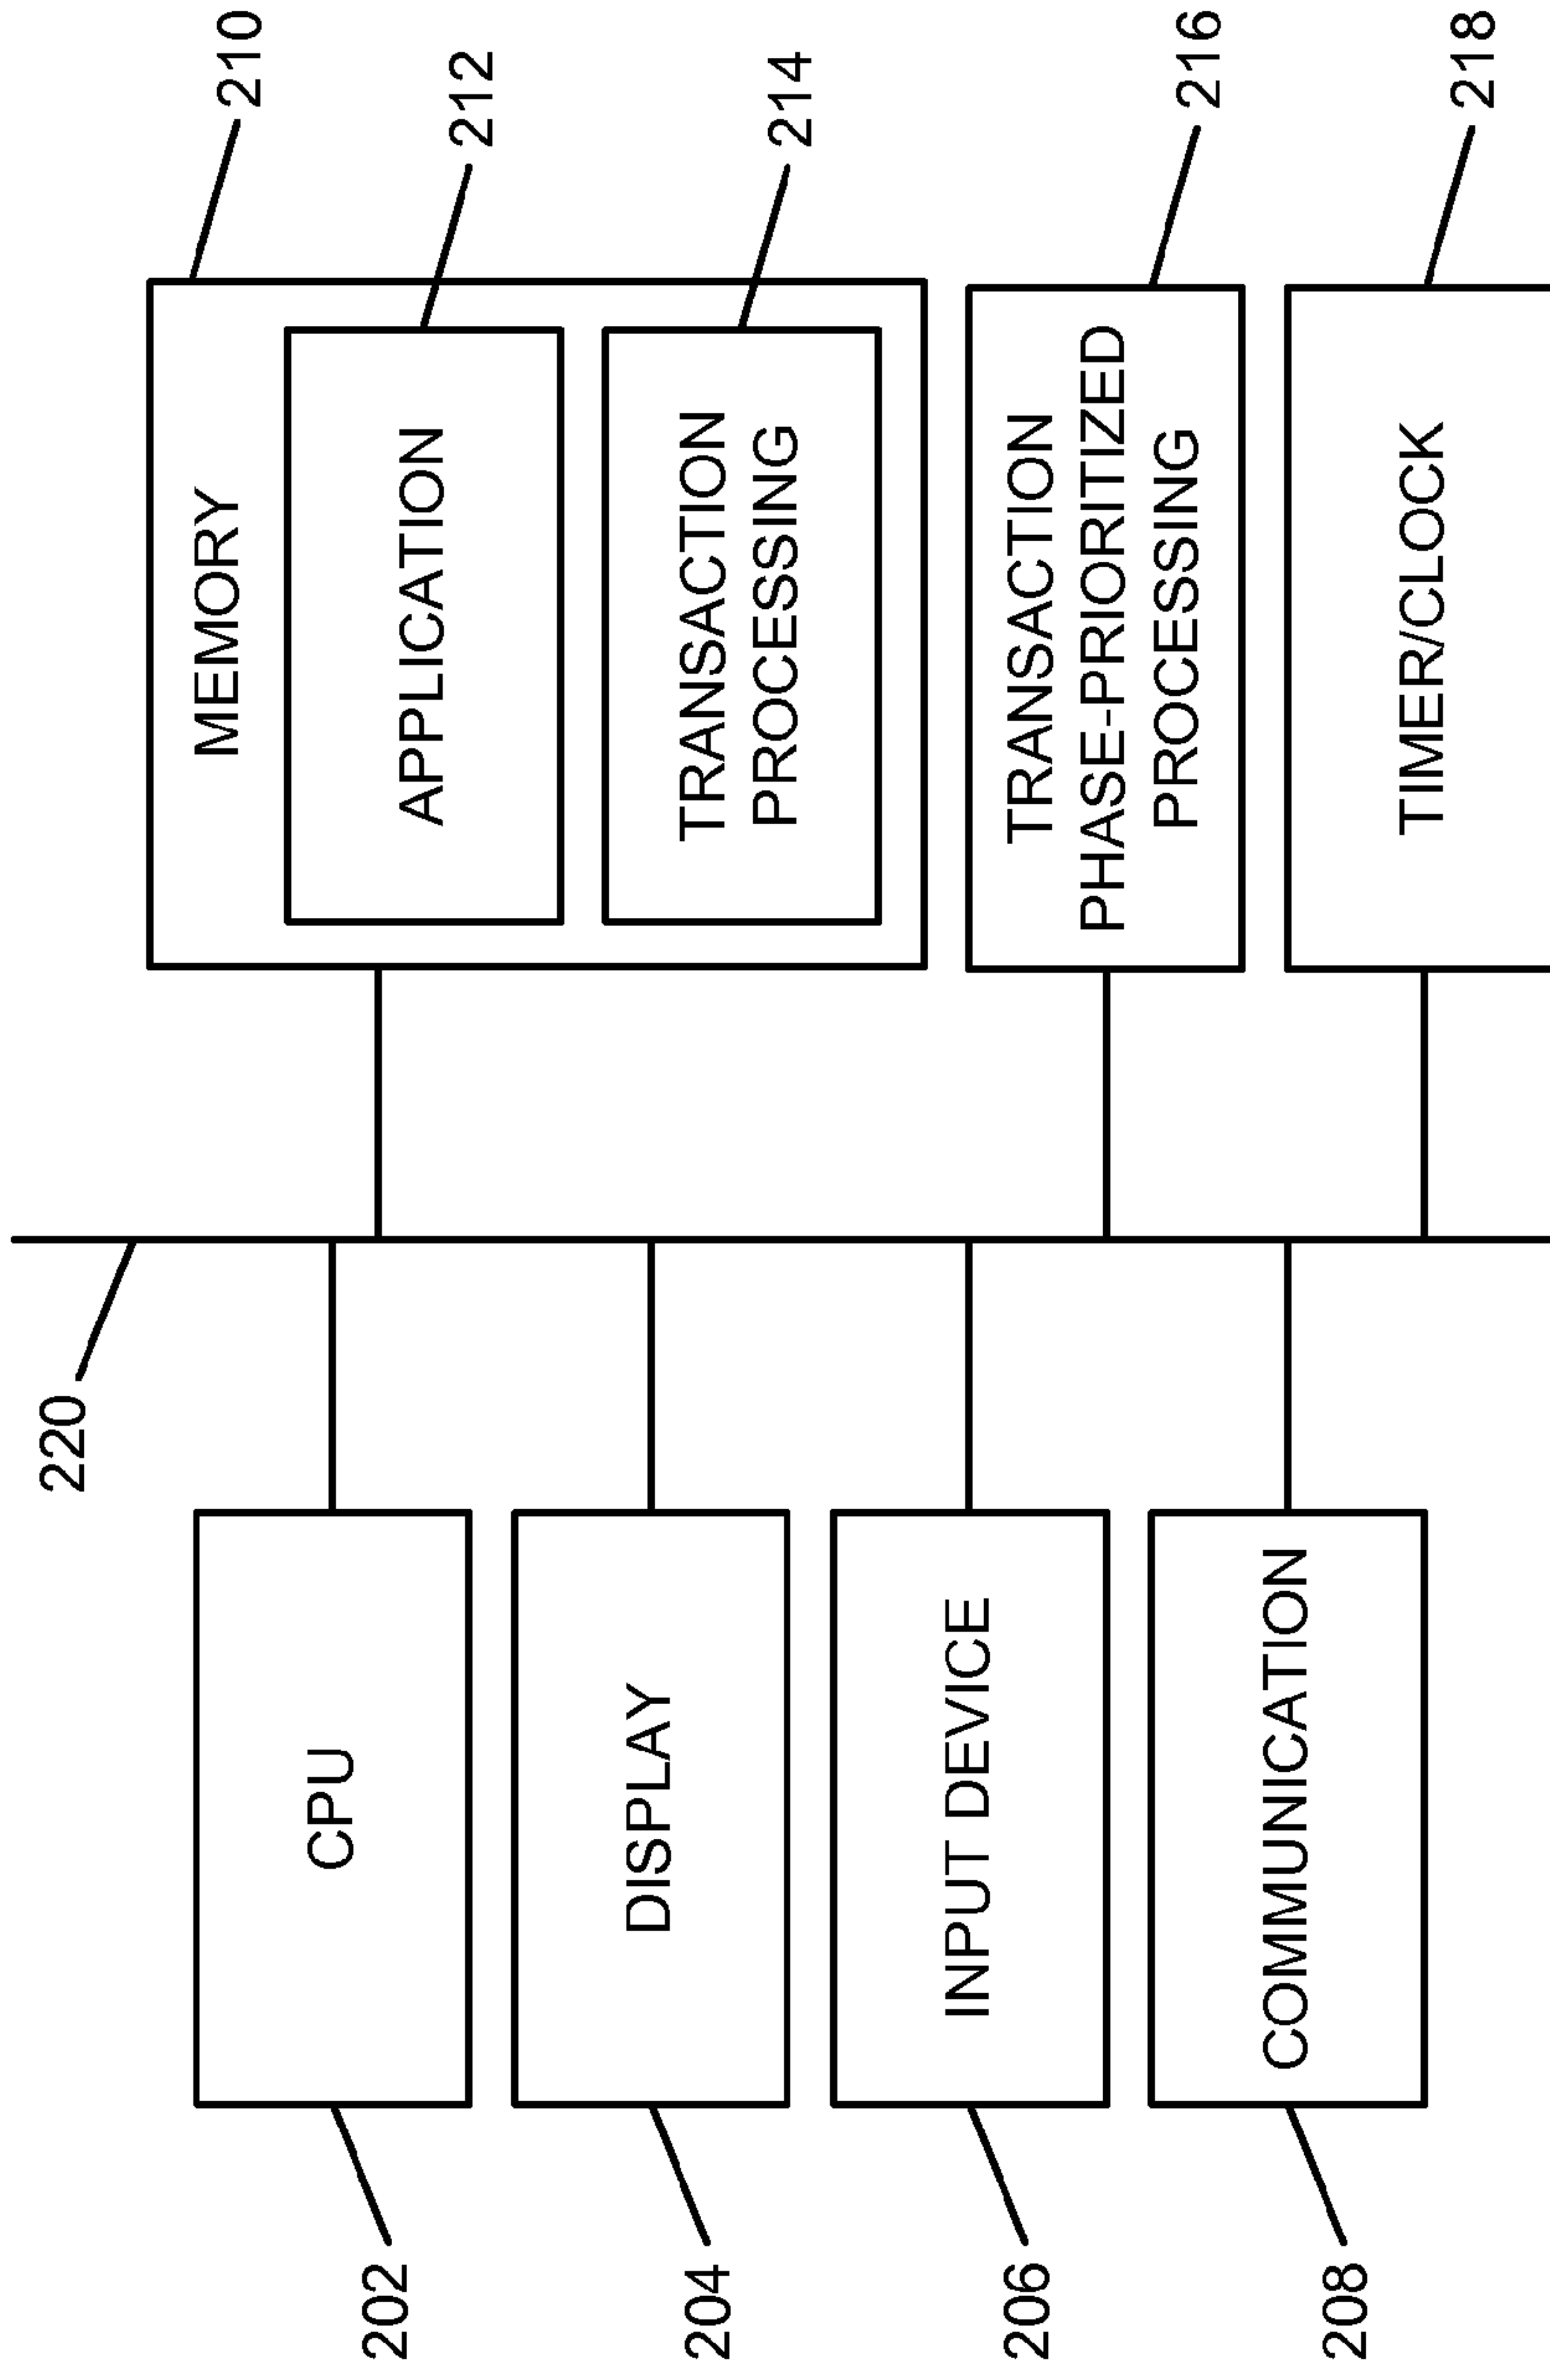 220
202
CPU
204
DISPLAY
206
INPUT DEVICE
208
COMMUNICATION
210
MEMORY
212
APPLICATION
214
TRANSACTION
PROCESSING
216
TRANSACTION
PHASE-PRIORITIZED
PROCESSING
218
TIMER/CLOCK